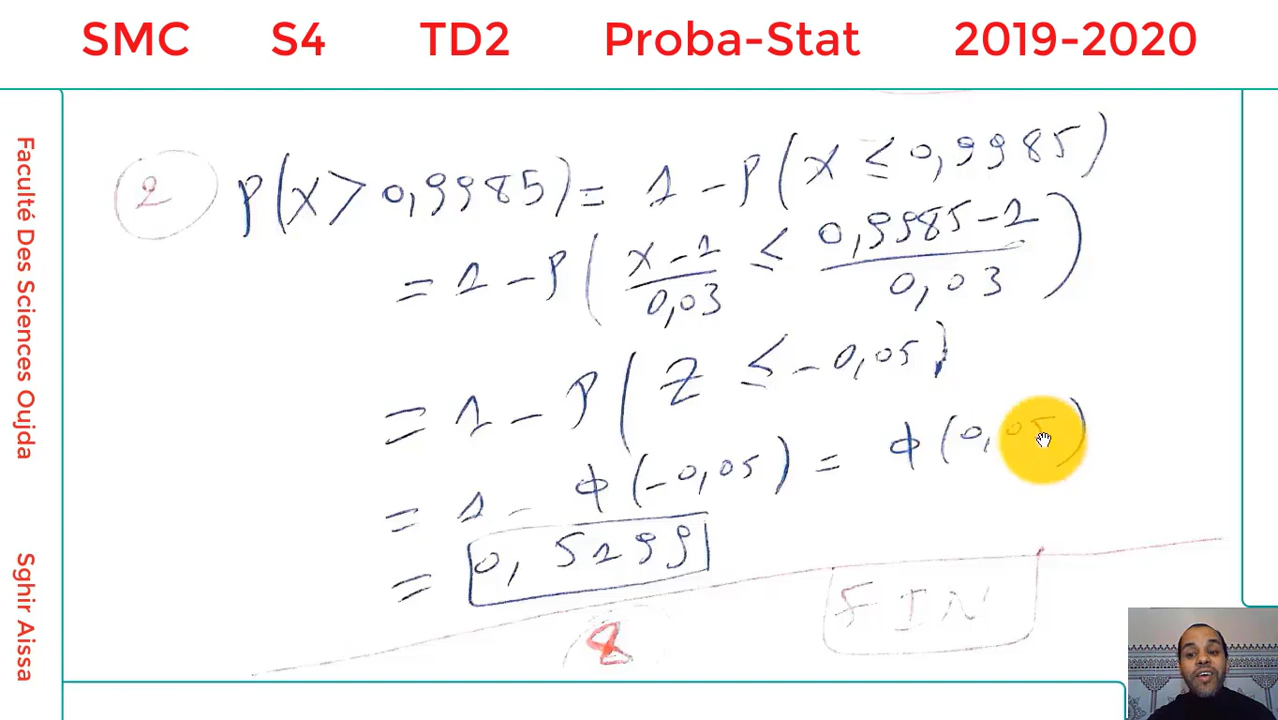 SMC S4 TD2 Proba-Stat 2019-2020
Faculté Des Sciences Oujda
Sghir Aissa
2
P(X > 0,9985) = 1 - P(X ≤ 0,9985)
= 1 - P( (X - 1)/0,03 ≤ (0,9985 - 1)/0,03 )
= 1 - P( Z ≤ - 0,05 )
= 1 - φ(-0,05) = φ(0,05)
= 0,5199
8
FIN